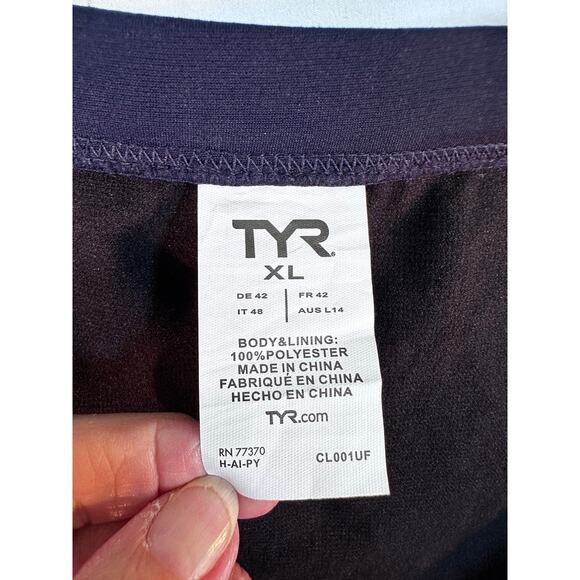 TYR
XL
DE 42 | FR 42
IT 48 | AUS L14
BODY&LINING:
100%POLYESTER
MADE IN CHINA
FABRIQUÉ EN CHINA
HECHO EN CHINA
TYR.com
RN 77370
H-AI-PY CL001UF